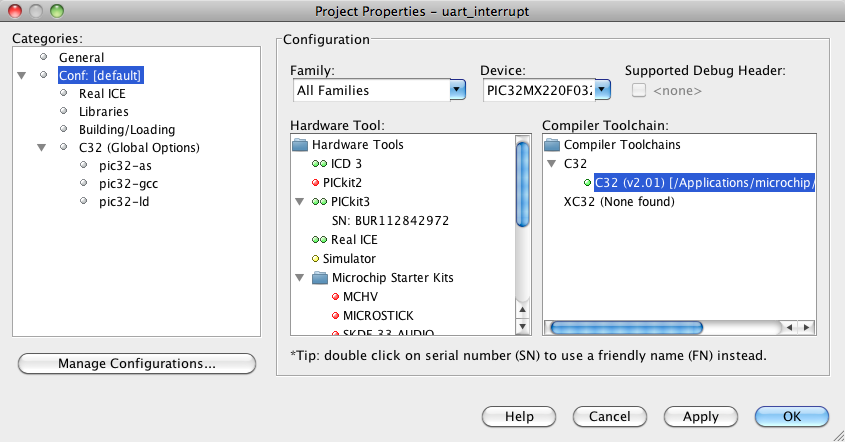 Project Properties – uart_interrupt
Categories:
General
Conf: [default]
Real ICE
Libraries
Building/Loading
C32 (Global Options)
pic32-as
pic32-gcc
pic32-ld
Manage Configurations...
Configuration
Family:
All Families
Device:
PIC32MX220F032
Supported Debug Header:
<none>
Hardware Tool:
Hardware Tools
ICD 3
PICkit2
PICkit3
SN: BUR112842972
Real ICE
Simulator
Microchip Starter Kits
MCHV
MICROSTICK
SKDE 33 AUDIO
Compiler Toolchain:
Compiler Toolchains
C32
C32 (v2.01) [/Applications/microchip/
XC32 (None found)
*Tip: double click on serial number (SN) to use a friendly name (FN) instead.
Help
Cancel
Apply
OK